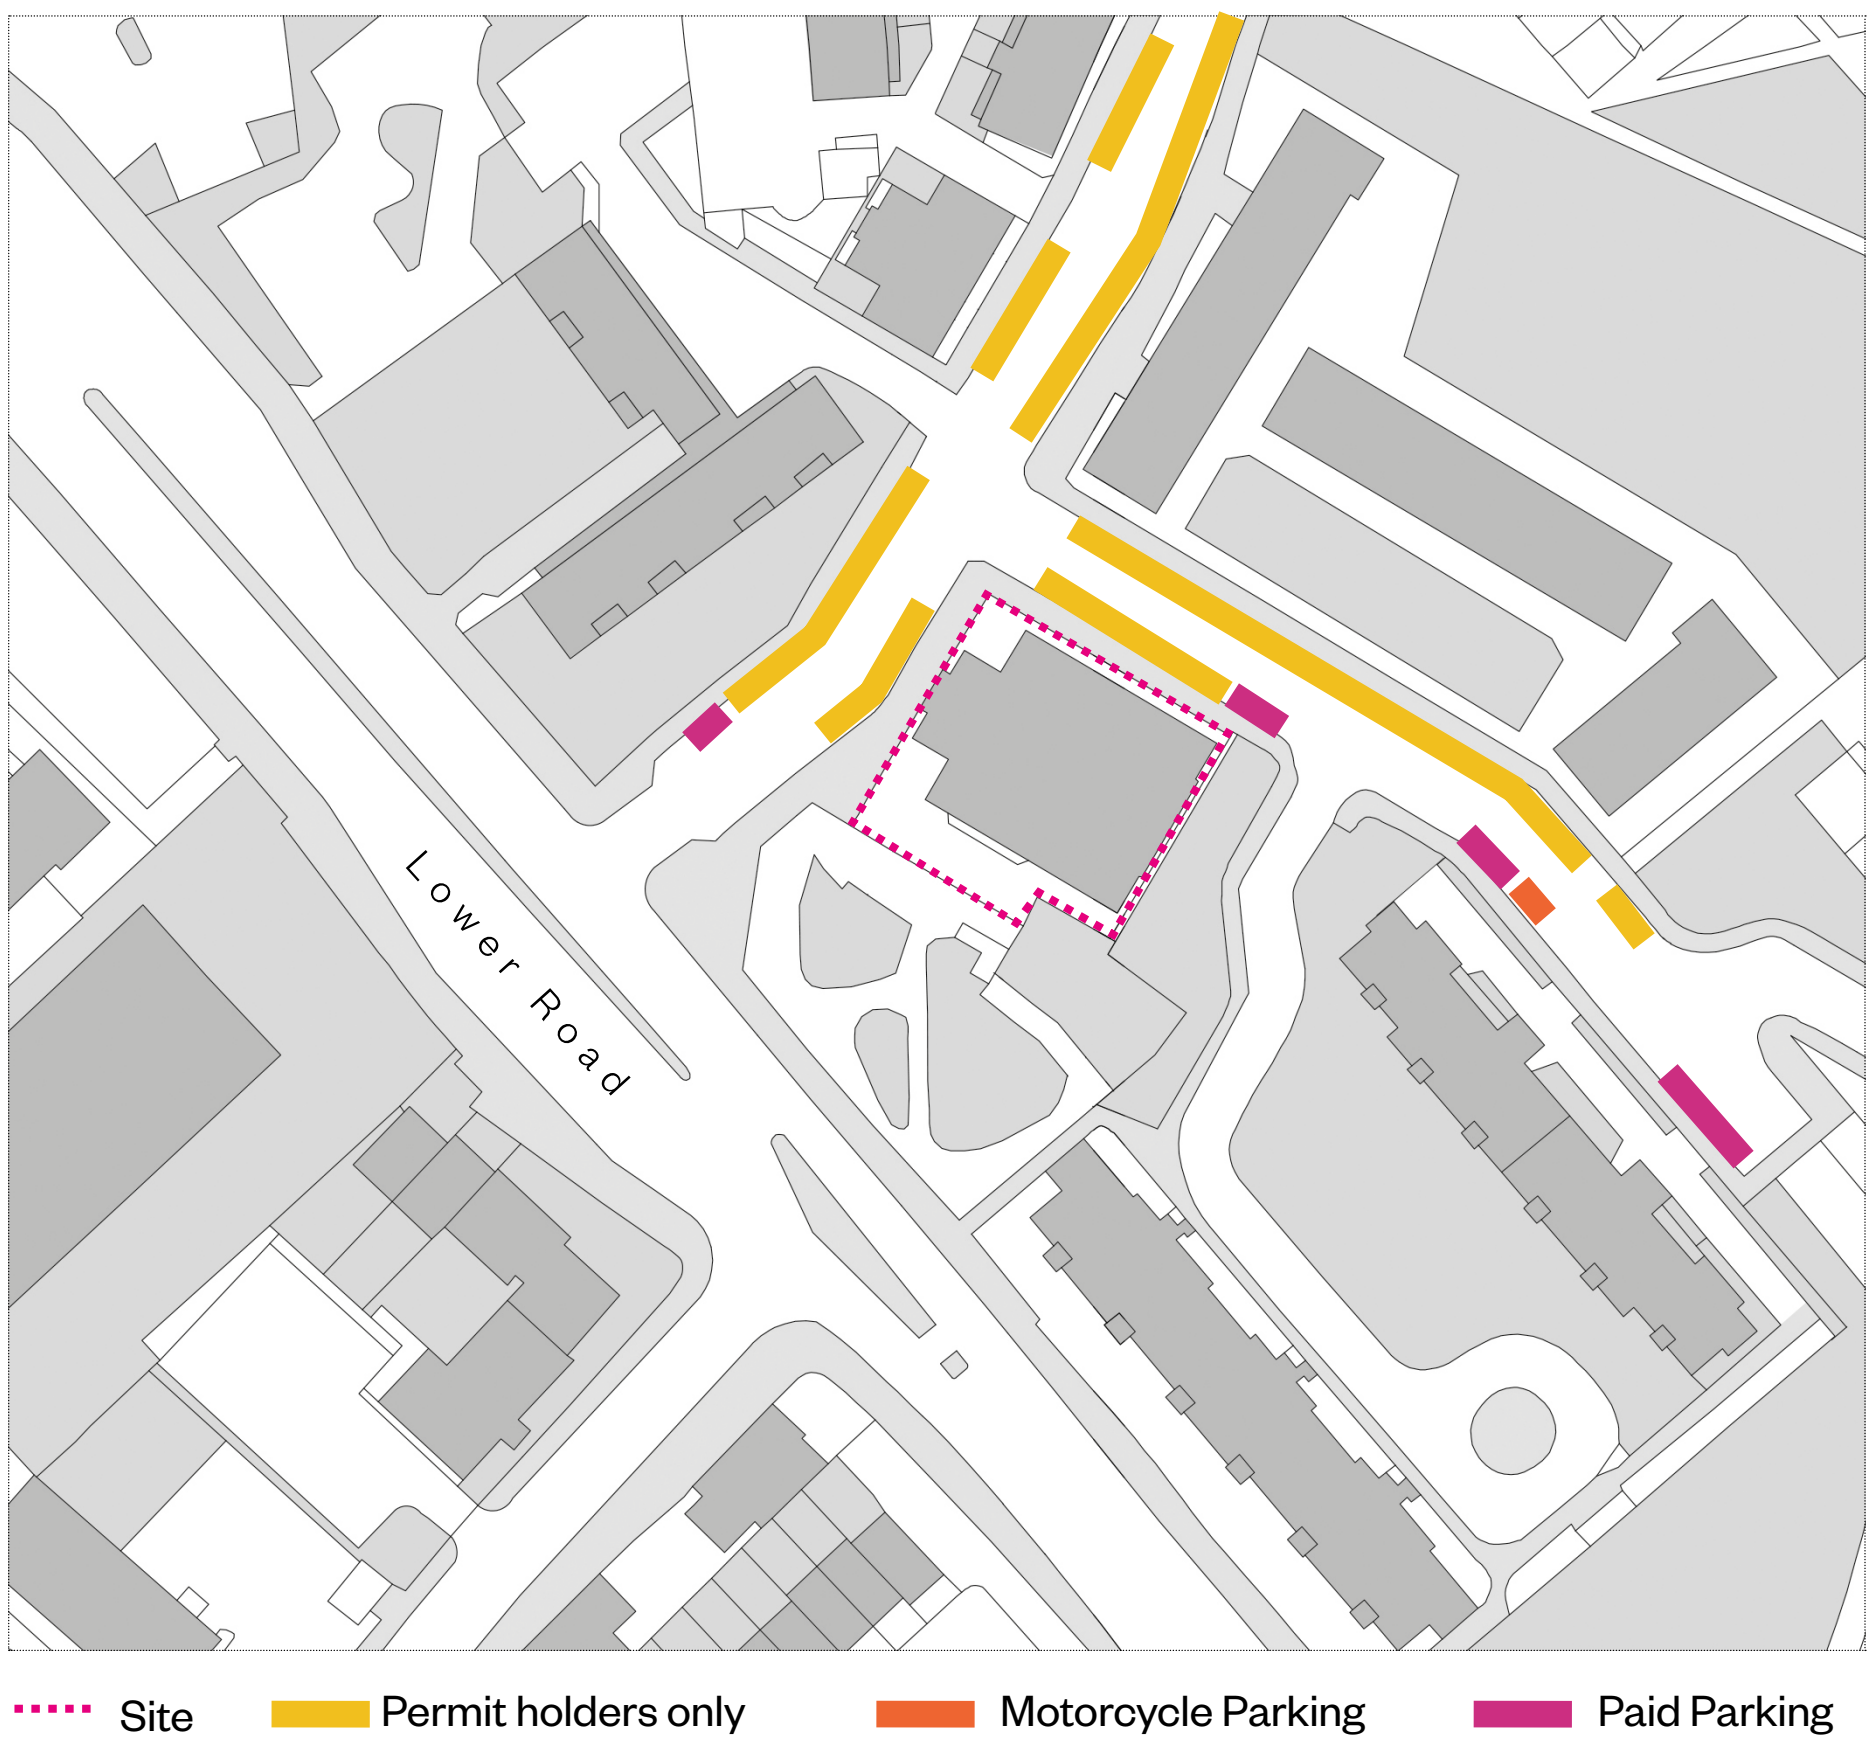 Lower Road
Site
Permit holders only
Motorcycle Parking
Paid Parking